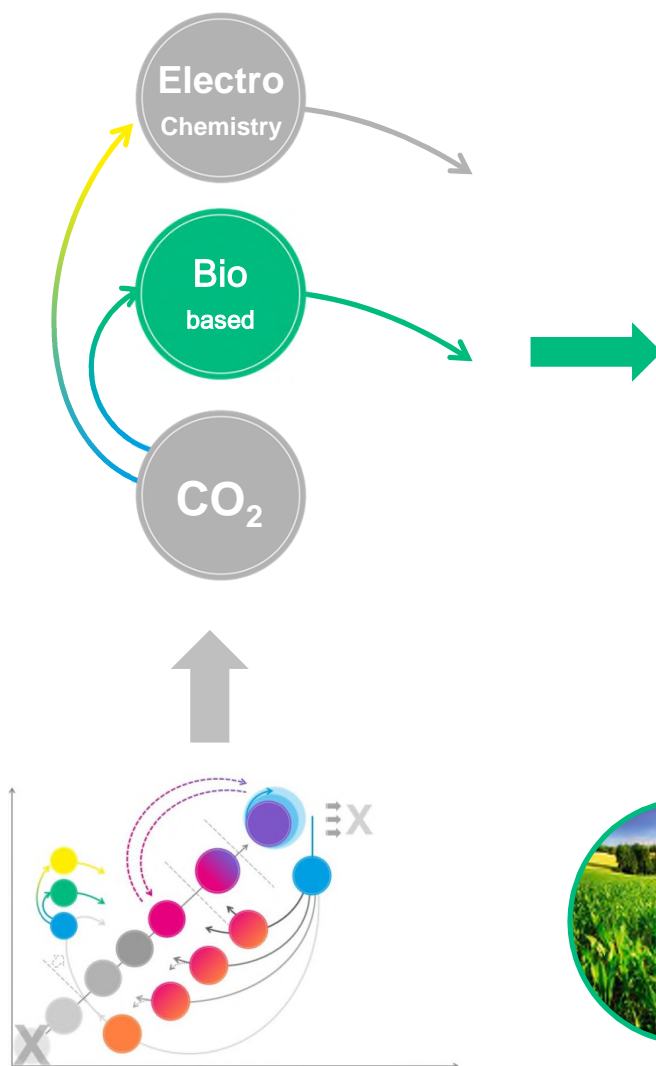 Electro
Chemistry
Bio
based
CO₂
X
X